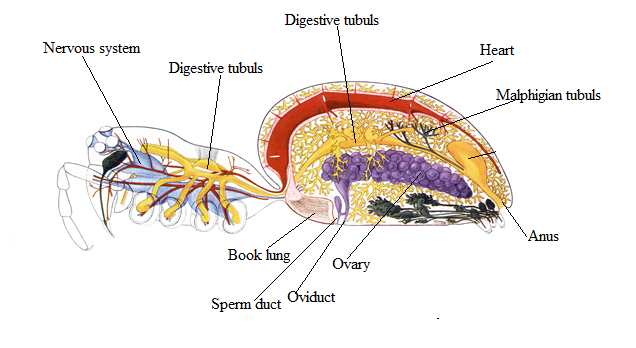 Digestive tubuls
Nervous system
Heart
Digestive tubuls
Malphigian tubuls
Anus
Book lung
Ovary
Sperm duct
Oviduct